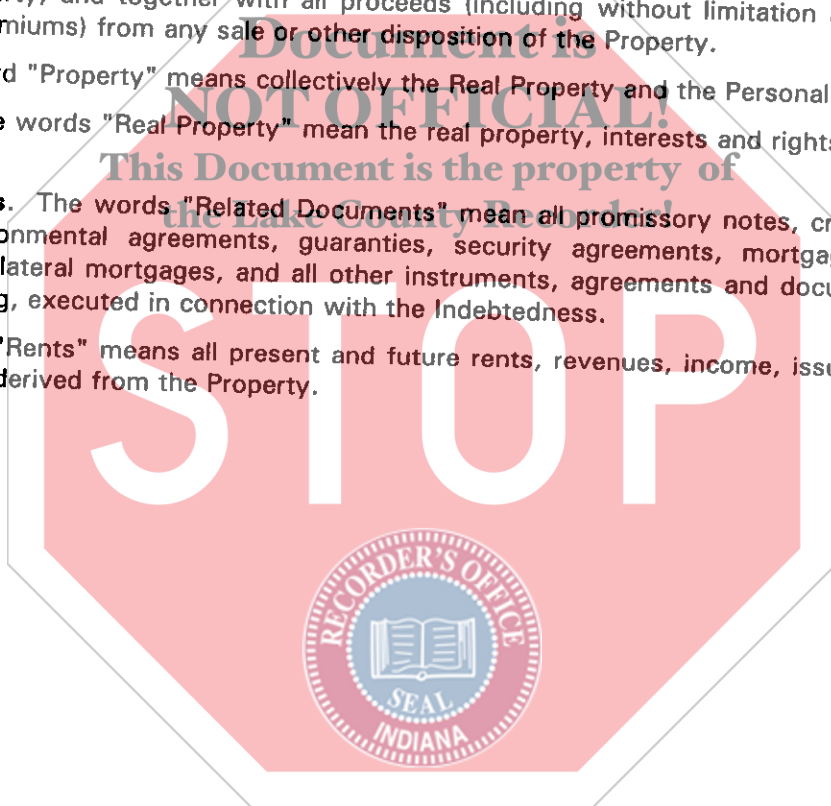 and together with all proceeds (including without limitation
miums) from any sale or other disposition of the Property.
Document is
d "Property" means collectively the Real Property and the Personal
NOT OFFICIAL!
e words "Real Property" mean the real property, interests and rights
This Document is the property of
s. The words "Related Documents" mean all promissory notes, cr
the Lake County Recorder!
onmental agreements, guaranties, security agreements, mortga
lateral mortgages, and all other instruments, agreements and docu
g, executed in connection with the Indebtedness.
"Rents" means all present and future rents, revenues, income, issu
derived from the Property.
STOP
RECORDER'S OFFICE
SEAL
INDIANA